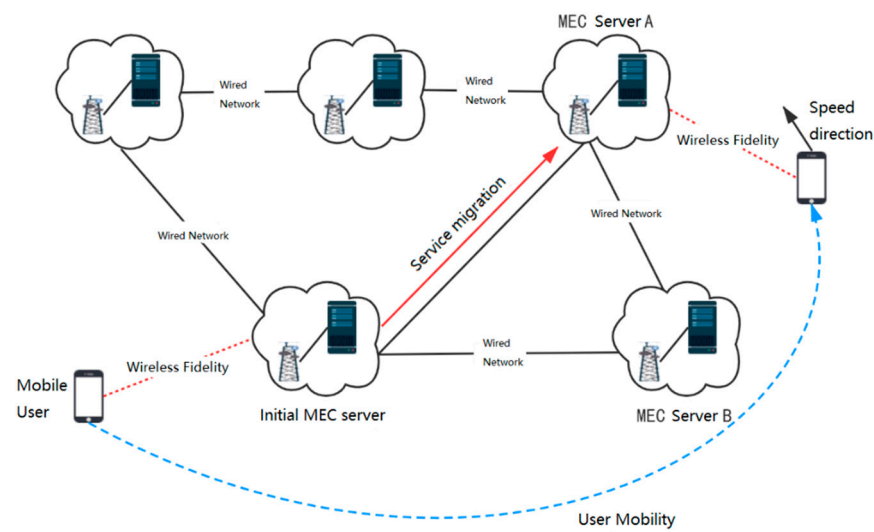 MEC Server A
Wired
Network
Wired
Network
Speed
direction
Wireless Fidelity
Service migration
Wired Network
Wired Network
Wired
Network
Wireless Fidelity
Mobile
User
Initial MEC server
MEC Server B
User Mobility